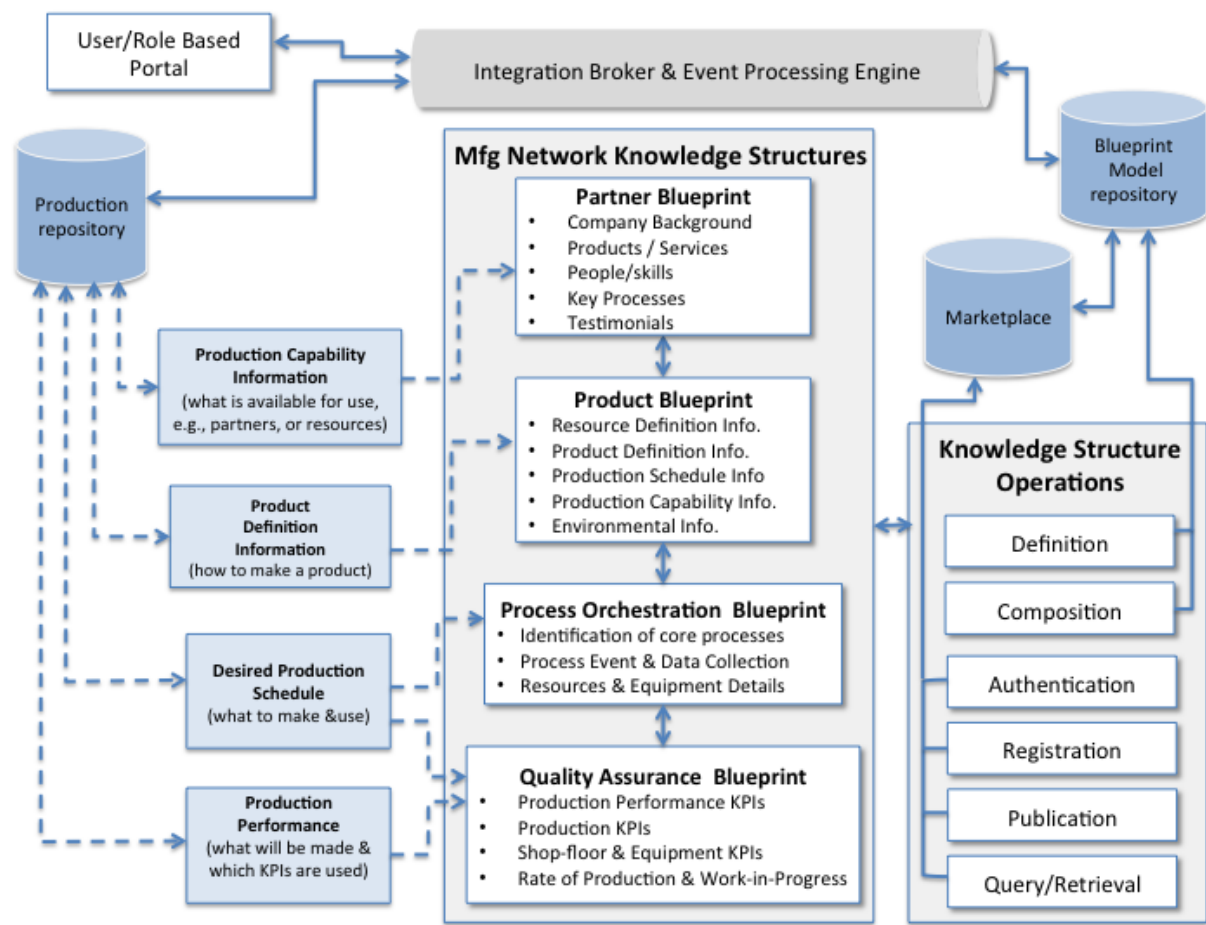 User/Role Based
Portal
Integration Broker & Event Processing Engine
Production
repository
Blueprint
Model
repository
Marketplace
Mfg Network Knowledge Structures
Partner Blueprint
• Company Background
• Products / Services
• People/skills
• Key Processes
• Testimonials
Production Capability
Information
(what is available for use,
e.g., partners, or resources)
Product Blueprint
• Resource Definition Info.
• Product Definition Info.
• Production Schedule Info
• Production Capability Info.
• Environmental Info.
Product
Definition
Information
(how to make a product)
Process Orchestration Blueprint
• Identification of core processes
• Process Event & Data Collection
• Resources & Equipment Details
Desired Production
Schedule
(what to make &use)
Quality Assurance Blueprint
• Production Performance KPIs
• Production KPIs
• Shop-floor & Equipment KPIs
• Rate of Production & Work-in-Progress
Production
Performance
(what will be made &
which KPIs are used)
Knowledge Structure
Operations
Definition
Composition
Authentication
Registration
Publication
Query/Retrieval